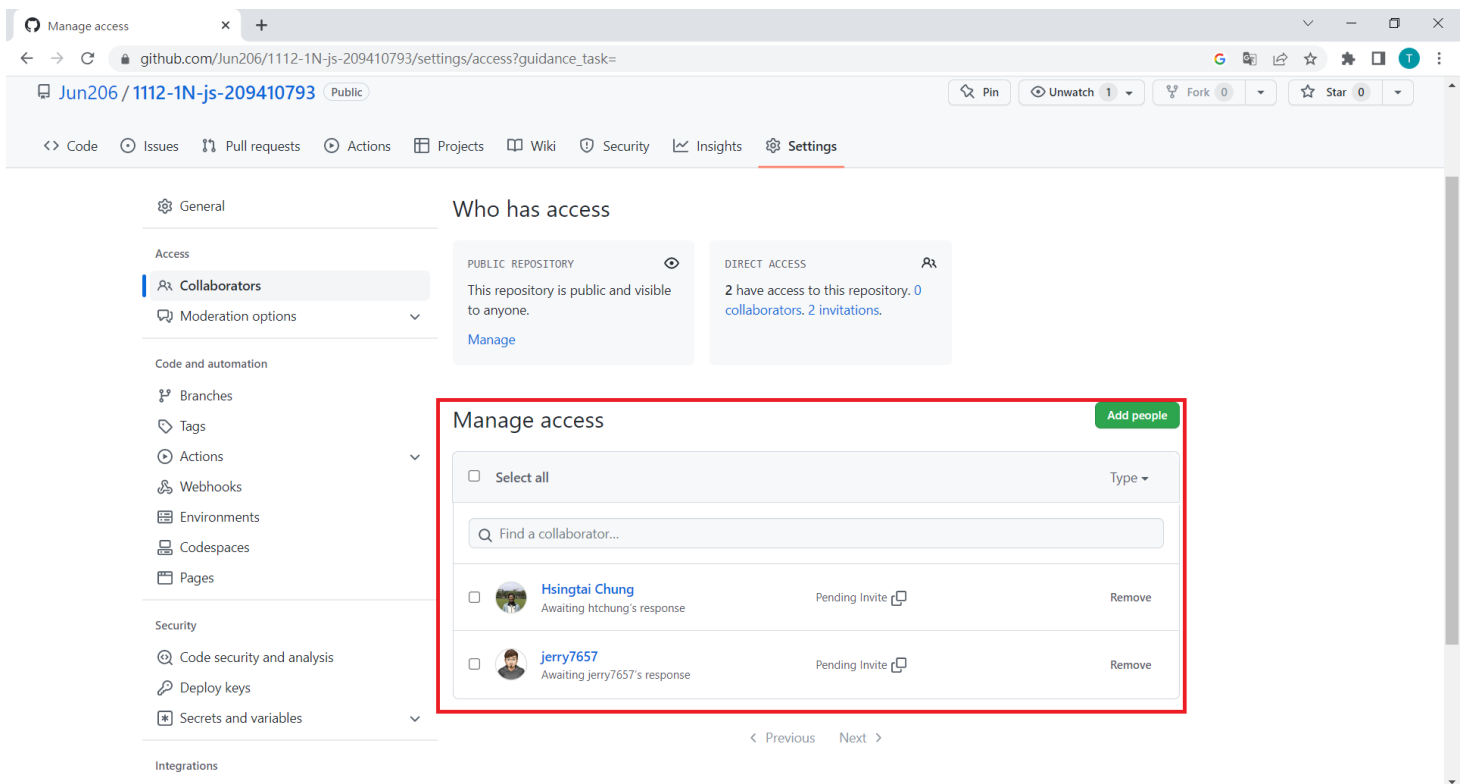 Manage access
github.com/Jun206/1112-1N-js-209410793/settings/access?guidance_task=
T
Jun206 / 1112-1N-js-209410793 Public
Pin
Unwatch 1
Fork 0
Star 0
Code
Issues
Pull requests
Actions
Projects
Wiki
Security
Insights
Settings
General
Access
Collaborators
Moderation options
Code and automation
Branches
Tags
Actions
Webhooks
Environments
Codespaces
Pages
Security
Code security and analysis
Deploy keys
Secrets and variables
Integrations
Who has access
PUBLIC REPOSITORY
This repository is public and visible
to anyone.
Manage
DIRECT ACCESS
2 have access to this repository. 0
collaborators. 2 invitations.
Manage access
Add people
Select all
Type
Find a collaborator...
Hsingtai Chung
Awaiting htchung's response
Pending Invite
Remove
jerry7657
Awaiting jerry7657's response
Pending Invite
Remove
Previous
Next